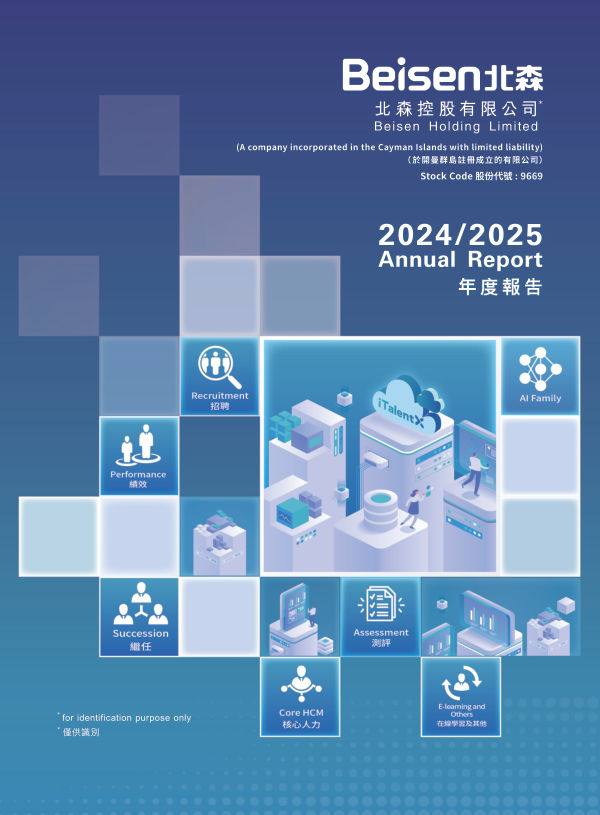 Beisen北森
北森控股有限公司*
Beisen Holding Limited
(A company incorporated in the Cayman Islands with limited liability)
（於開曼群島註冊成立的有限公司）
Stock Code 股份代號 : 9669
2024/2025
Annual Report
年度報告
Recruitment
招聘
iTalentX
AI Family
Performance
績效
Succession
繼任
Assessment
測評
Core HCM
核心人力
E-learning and
Others
在線學習及其他
* for identification purpose only
* 僅供識別